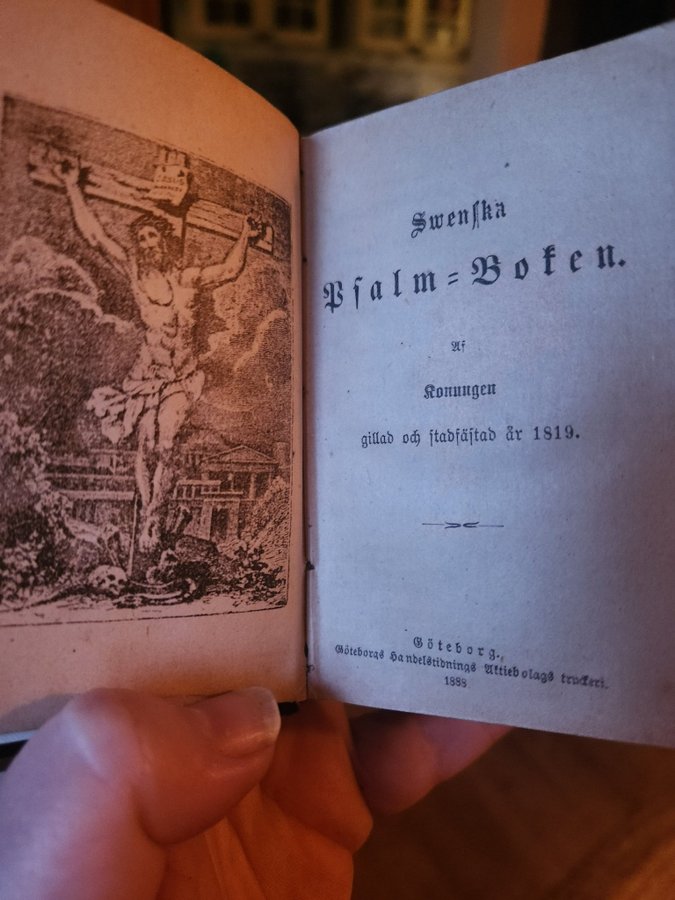 Swenska
Psalm=Boken.
Af
Konungen
gillad och stadfästad år 1819.
Göteborg.
Göteborgs Handelstidnings Aktiebolags tryckeri.
1888